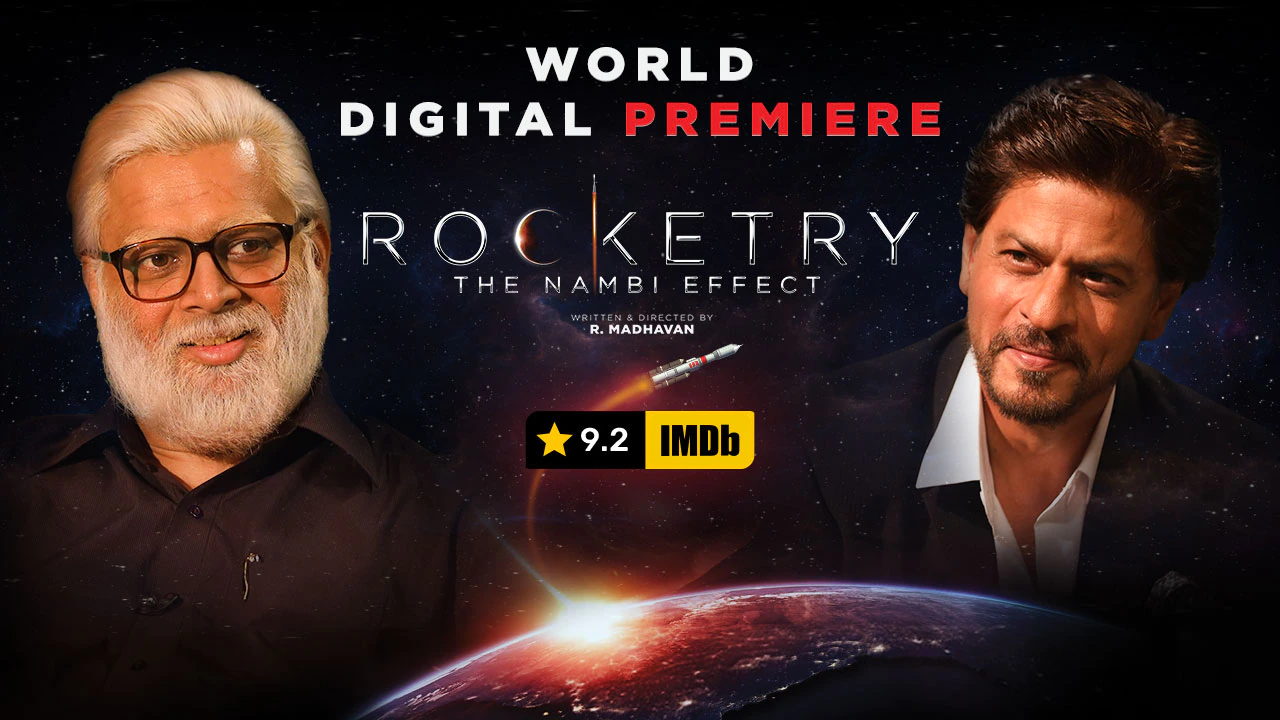 WORLD
DIGITAL PREMIERE
ROCKETRY
THE NAMBI EFFECT
WRITTEN & DIRECTED BY
R. MADHAVAN
9.2 IMDb